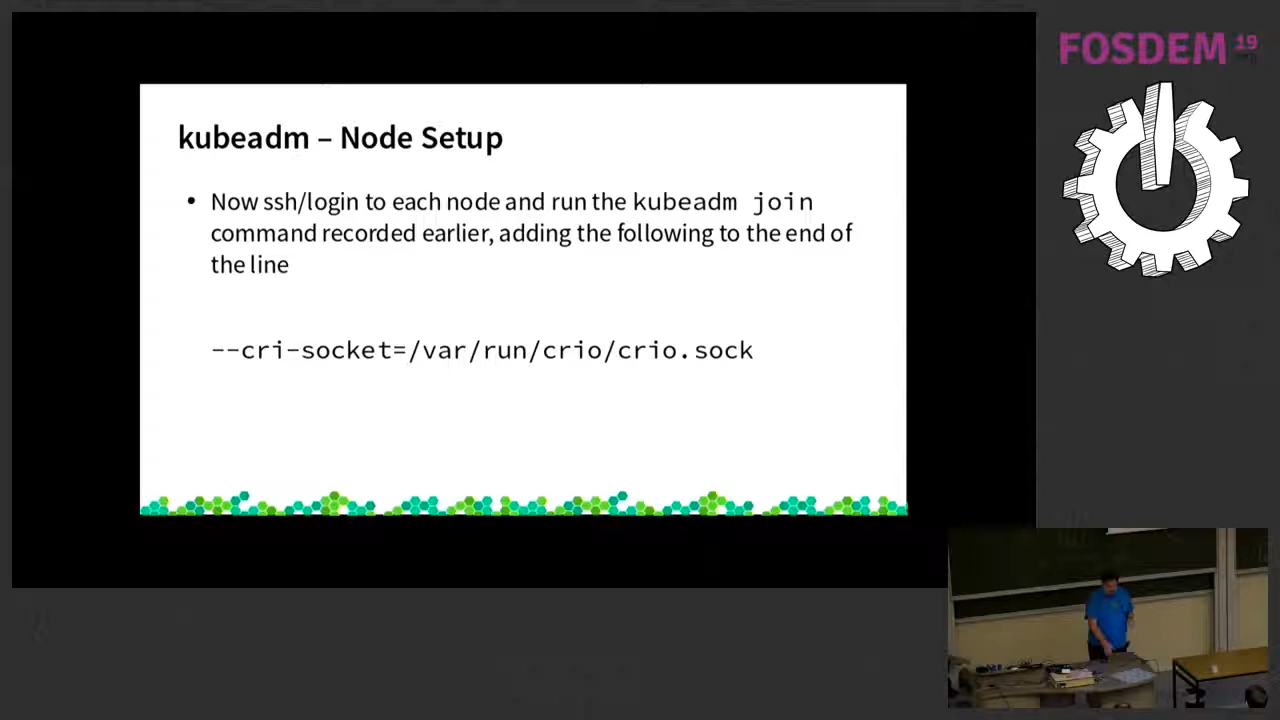 FOSDEM 19
kubeadm – Node Setup
• Now ssh/login to each node and run the kubeadm join
command recorded earlier, adding the following to the end of
the line
--cri-socket=/var/run/crio/crio.sock